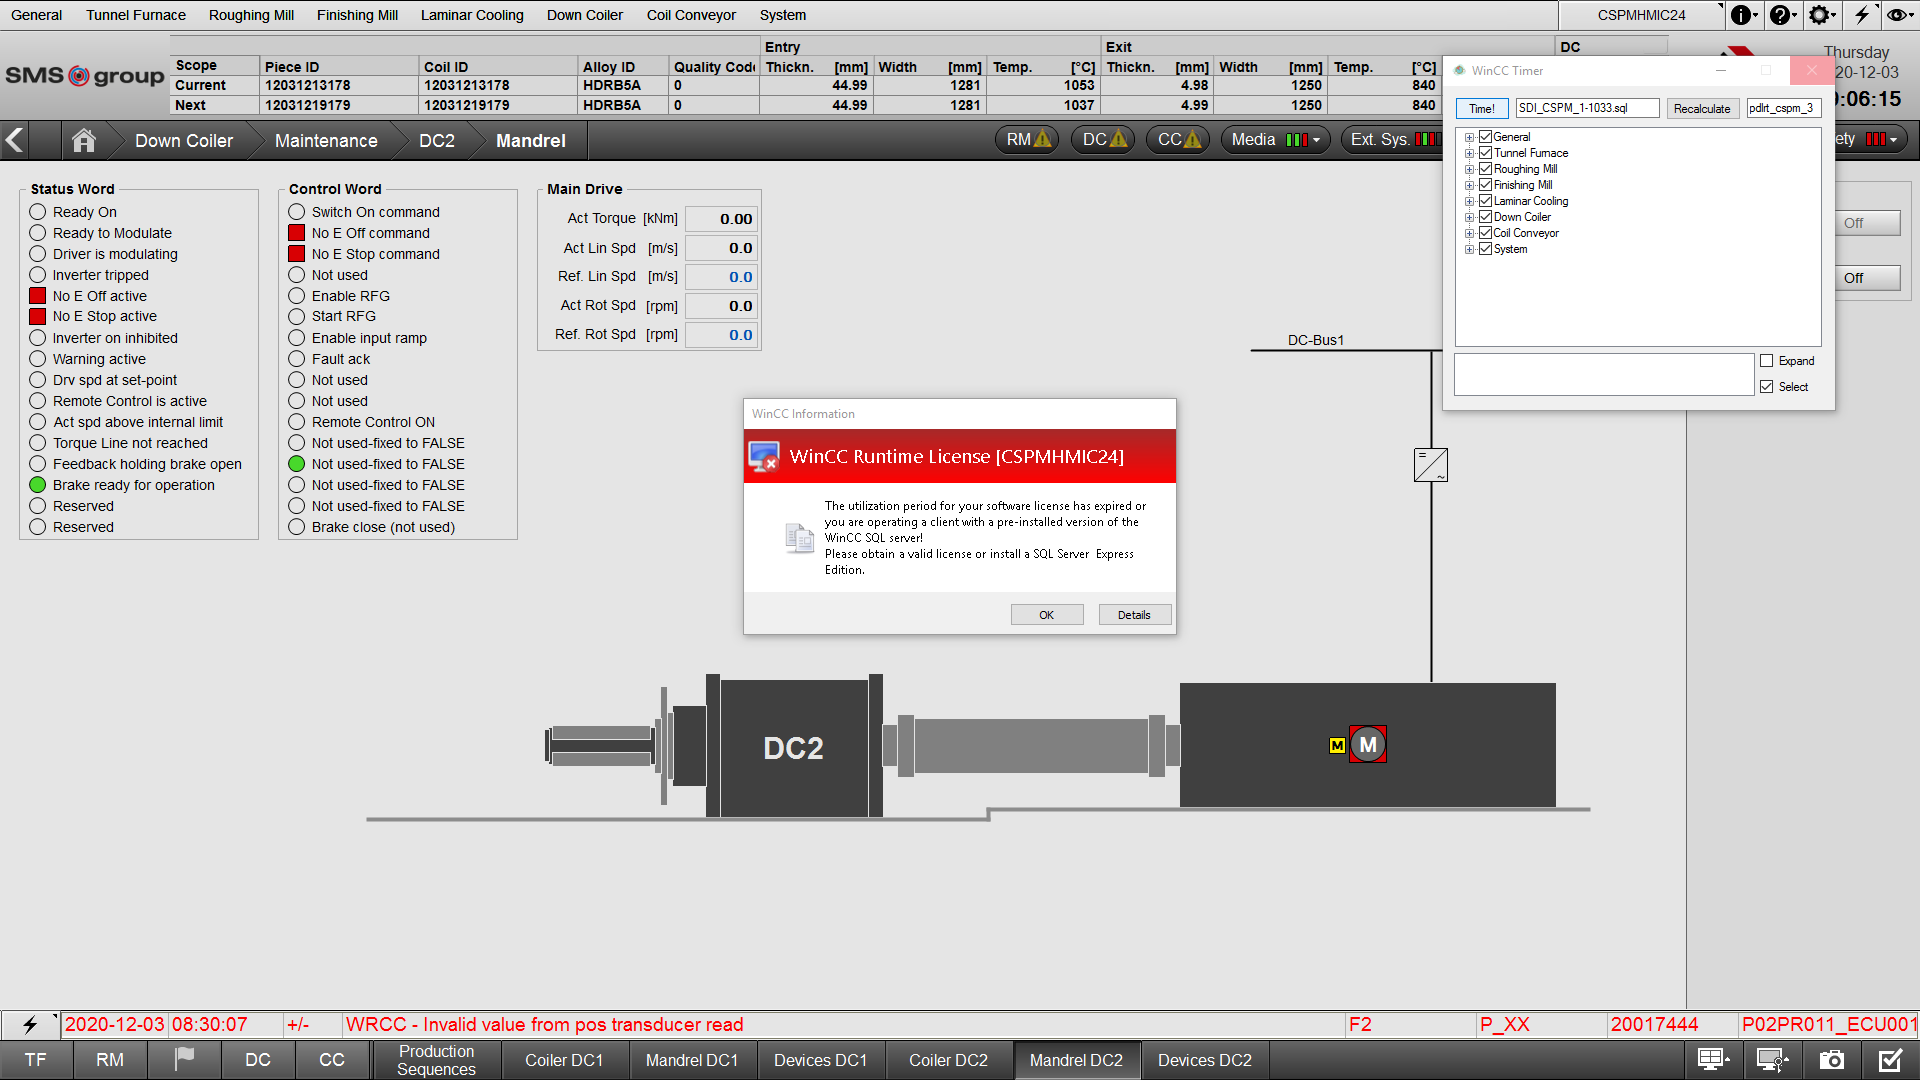 General Tunnel Furnace Roughing Mill Finishing Mill Laminar Cooling Down Coiler Coil Conveyor System CSPMHMIC24
SMS group
Entry Exit DC
Scope Piece ID Coil ID Alloy ID Quality Code Thickn. [mm] Width [mm] Temp. [°C] Thickn. [mm] Width [mm] Temp. [°C]
Current 12031213178 12031213178 HDRB5A 0 44.99 1281 1053 4.98 1250 840
Next 12031219179 12031219179 HDRB5A 0 44.99 1281 1037 4.99 1250 840
Thursday
20-12-03
:06:15
Down Coiler Maintenance DC2 Mandrel RM DC CC Media Ext. Sys. ety
WinCC Timer
Time! SDI_CSPM_1-1033.sql Recalculate pdlrt_cspm_3
General
Tunnel Furnace
Roughing Mill
Finishing Mill
Laminar Cooling
Down Coiler
Coil Conveyor
System
Expand
Select
Off
Off
Status Word
Ready On
Ready to Modulate
Driver is modulating
Inverter tripped
No E Off active
No E Stop active
Inverter on inhibited
Warning active
Drv spd at set-point
Remote Control is active
Act spd above internal limit
Torque Line not reached
Feedback holding brake open
Brake ready for operation
Reserved
Reserved
Control Word
Switch On command
No E Off command
No E Stop command
Not used
Enable RFG
Start RFG
Enable input ramp
Fault ack
Not used
Not used
Remote Control ON
Not used-fixed to FALSE
Not used-fixed to FALSE
Not used-fixed to FALSE
Not used-fixed to FALSE
Brake close (not used)
Main Drive
Act Torque [kNm] 0.00
Act Lin Spd [m/s] 0.0
Ref. Lin Spd [m/s] 0.0
Act Rot Spd [rpm] 0.0
Ref. Rot Spd [rpm] 0.0
DC-Bus1
WinCC Information
WinCC Runtime License [CSPMHMIC24]
The utilization period for your software license has expired or
you are operating a client with a pre-installed version of the
WinCC SQL server!
Please obtain a valid license or install a SQL Server Express
Edition.
OK Details
= ~
DC2
M M
2020-12-03 08:30:07 +/- WRCC - Invalid value from pos transducer read F2 P_XX 20017444 P02PR011_ECU001
TF RM DC CC Production Sequences Coiler DC1 Mandrel DC1 Devices DC1 Coiler DC2 Mandrel DC2 Devices DC2